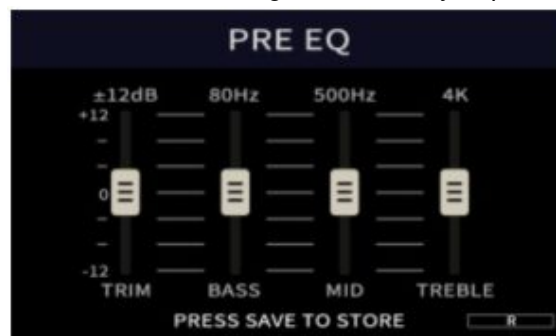 PRE EQ
±12dB 80Hz 500Hz 4K
+12
0
-12
TRIM BASS MID TREBLE
PRESS SAVE TO STORE R